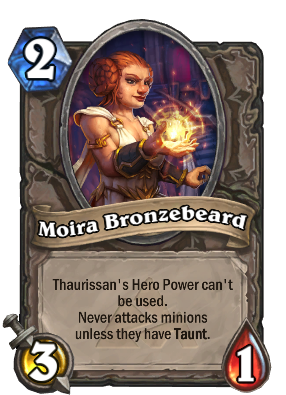 2
Moira Bronzebeard
Thaurissan's Hero Power can't
be used.
Never attacks minions
unless they have Taunt.
3
1